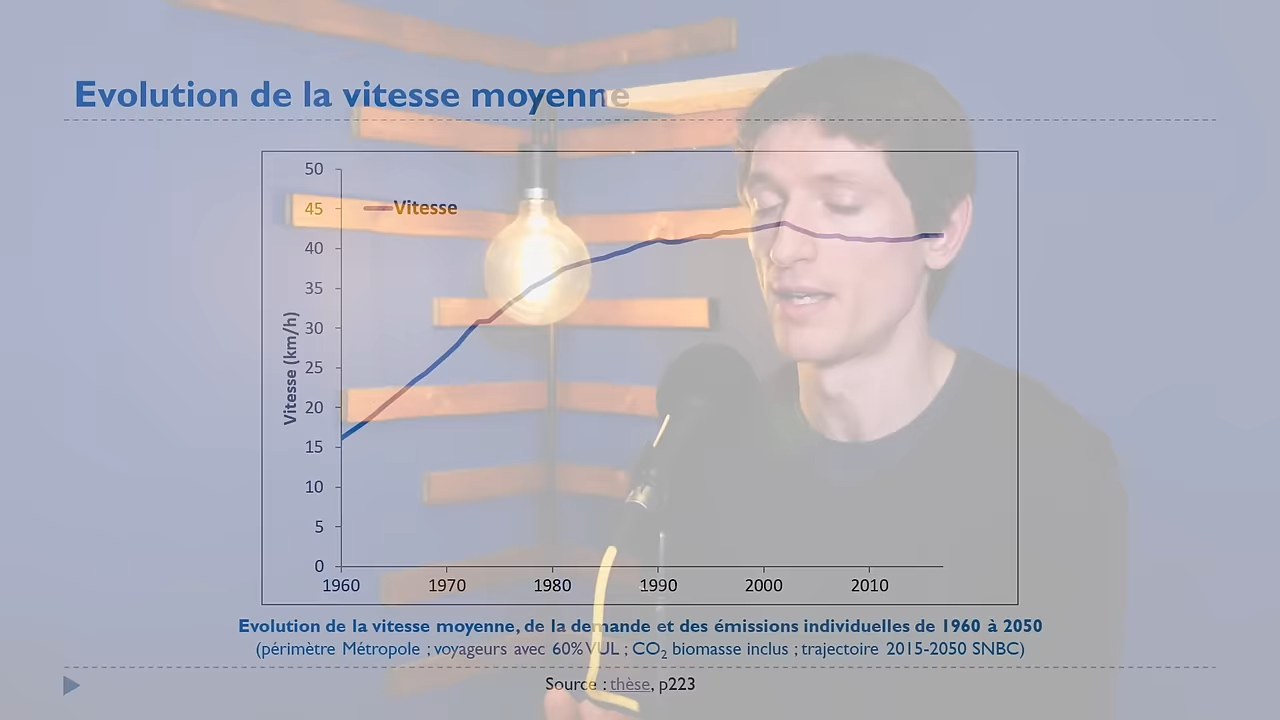 Evolution de la vitesse moyenne
50
45
40
35
30
25
20
15
10
5
0
Vitesse (km/h)
Vitesse
1960 1970 1980 1990 2000 2010
Evolution de la vitesse moyenne, de la demande et des émissions individuelles de 1960 à 2050
(périmètre Métropole ; voyageurs avec 60% VUL ; CO₂ biomasse inclus ; trajectoire 2015-2050 SNBC)
Source : thèse, p223